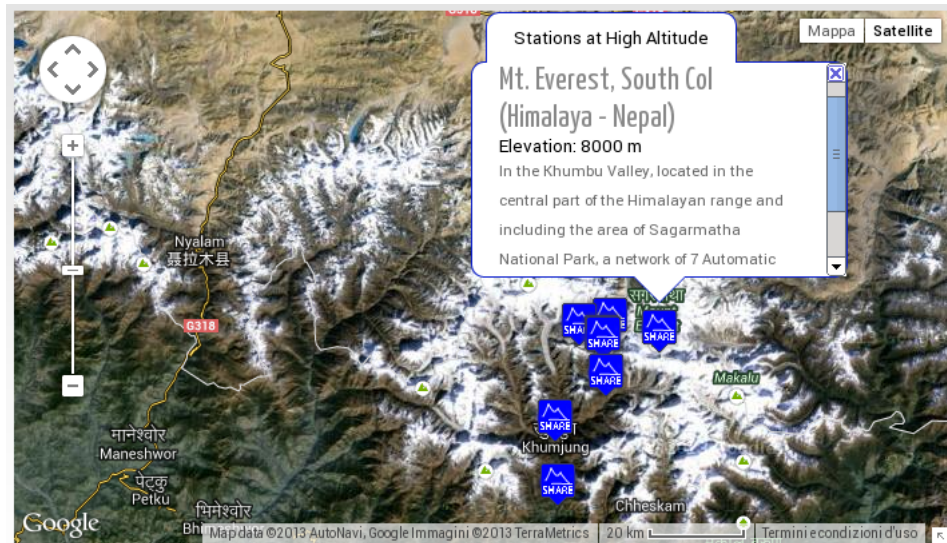 G318
Stations at High Altitude
Mappa
Satellite
Mt. Everest, South Col
(Himalaya - Nepal)
Elevation: 8000 m
In the Khumbu Valley, located in the
central part of the Himalayan range and
including the area of Sagarmatha
National Park, a network of 7 Automatic
Nyalam
聂拉木县
G318
Mount
SHARE
SHARE
SHARE
SHARE
Makalu
SHARE
Khumjung
मानेश्वोर
Maneshwor
पेट्कु
Petku
SHARE
भिमेश्वोर
Chheskam
Google
Map data ©2013 AutoNavi, Google Immagini ©2013 TerraMetrics
20 km
Termini e condizioni d'uso